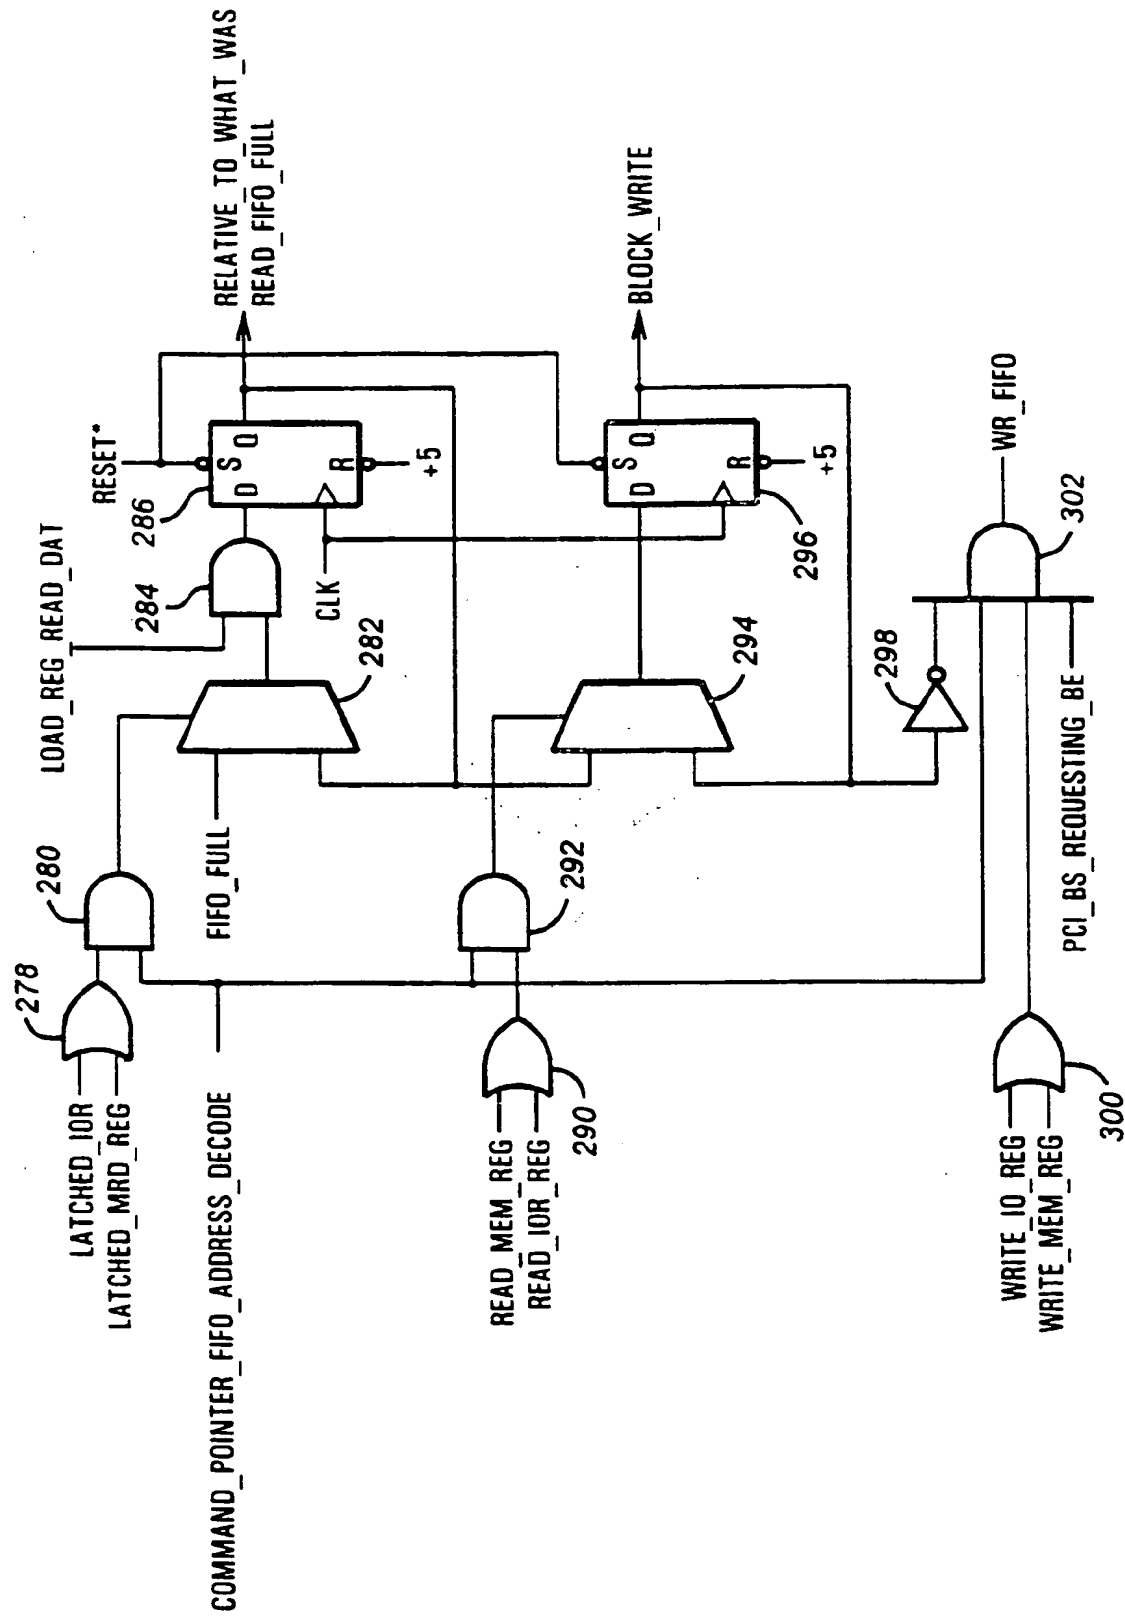 LATCHED_IOR
LATCHED_MRD_REG
278
280
COMMAND_POINTER_FIFO_ADDRESS_DECODE
FIFO_FULL
LOAD_REG_READ_DAT
282
284
286
RESET*
D
S
Q
R
+5
CLK
RELATIVE_TO_WHAT_WAS
READ_FIFO_FULL
READ_MEM_REG
READ_IOR_REG
290
292
294
D
S
Q
R
+5
296
BLOCK_WRITE
298
WRITE_IO_REG
WRITE_MEM_REG
300
PCI_BS_REQUESTING_BE
302
WR_FIFO